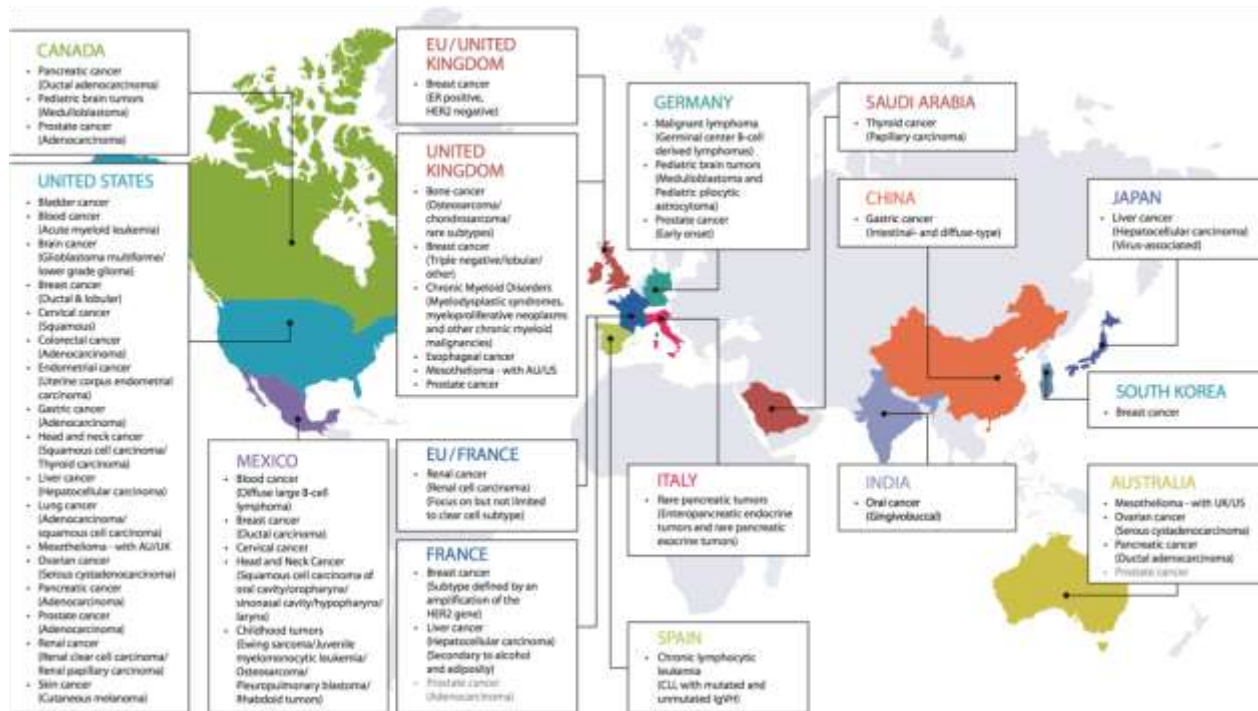 CANADA
• Pancreatic cancer
(Ductal adenocarcinoma)
• Pediatric brain tumors
(Medulloblastoma)
• Prostate cancer
(Adenocarcinoma)
UNITED STATES
• Bladder cancer
• Blood cancer
(Acute myeloid leukemia)
• Brain cancer
(Glioblastoma multiforme/
lower grade glioma)
• Breast cancer
(Ductal & lobular)
• Cervical cancer
(Squamous)
• Colorectal cancer
(Adenocarcinoma)
• Endometrial cancer
(Uterine corpus endometrial
carcinoma)
• Gastric cancer
(Adenocarcinoma)
• Head and neck cancer
(Squamous cell carcinoma/
Thyroid carcinoma)
• Liver cancer
(Hepatocellular carcinoma)
• Lung cancer
(Adenocarcinoma/
squamous cell carcinoma)
• Mesothelioma - with AU/UK
• Ovarian cancer
(Serous cystadenocarcinoma)
• Pancreatic cancer
(Adenocarcinoma)
• Prostate cancer
(Adenocarcinoma)
• Renal cancer
(Renal clear cell carcinoma/
Renal papillary carcinoma)
• Skin cancer
(Cutaneous melanoma)
MEXICO
• Blood cancer
(Diffuse large B-cell
lymphoma)
• Breast cancer
(Ductal carcinoma)
• Cervical cancer
• Head and Neck Cancer
(Squamous cell carcinoma of
oral cavity/oropharynx/
sinonasal cavity/hypopharynx/
larynx)
• Childhood tumors
(Ewing sarcoma/Juvenile
myelomonocytic leukemia/
Osteosarcoma/
Pleuropulmonary blastoma/
Rhabdoid tumors)
EU / UNITED
KINGDOM
• Breast cancer
(ER positive,
HER2 negative)
UNITED
KINGDOM
• Bone cancer
(Osteosarcoma/
chondrosarcoma/
rare subtypes)
• Breast cancer
(Triple negative/lobular/
other)
• Chronic Myeloid Disorders
(Myelodysplastic syndromes,
myeloproliferative neoplasms
and other chronic myeloid
malignancies)
• Esophageal cancer
• Mesothelioma - with AU/US
• Prostate cancer
EU / FRANCE
• Renal cancer
(Renal cell carcinoma)
(Focus on but not limited
to clear cell subtype)
FRANCE
• Breast cancer
(Subtype defined by an
amplification of the
HER2 gene)
• Liver cancer
(Hepatocellular carcinoma)
(Secondary to alcohol
and adiposity)
• Prostate cancer
(Adenocarcinoma)
GERMANY
• Malignant lymphoma
(Germinal center B-cell
derived lymphomas)
• Pediatric brain tumors
(Medulloblastoma and
Pediatric pilocytic
astrocytoma)
• Prostate cancer
(Early onset)
ITALY
• Rare pancreatic tumors
(Enteropancreatic endocrine
tumors and rare pancreatic
exocrine tumors)
SPAIN
• Chronic lymphocytic
leukemia
(CLL with mutated and
unmutated IgVH)
SAUDI ARABIA
• Thyroid cancer
(Papillary carcinoma)
CHINA
• Gastric cancer
(Intestinal- and diffuse-type)
INDIA
• Oral cancer
(Gingivobuccal)
JAPAN
• Liver cancer
(Hepatocellular carcinoma)
(Virus-associated)
SOUTH KOREA
• Breast cancer
AUSTRALIA
• Mesothelioma - with UK/US
• Ovarian cancer
(Serous cystadenocarcinoma)
• Pancreatic cancer
(Ductal adenocarcinoma)
• Prostate cancer